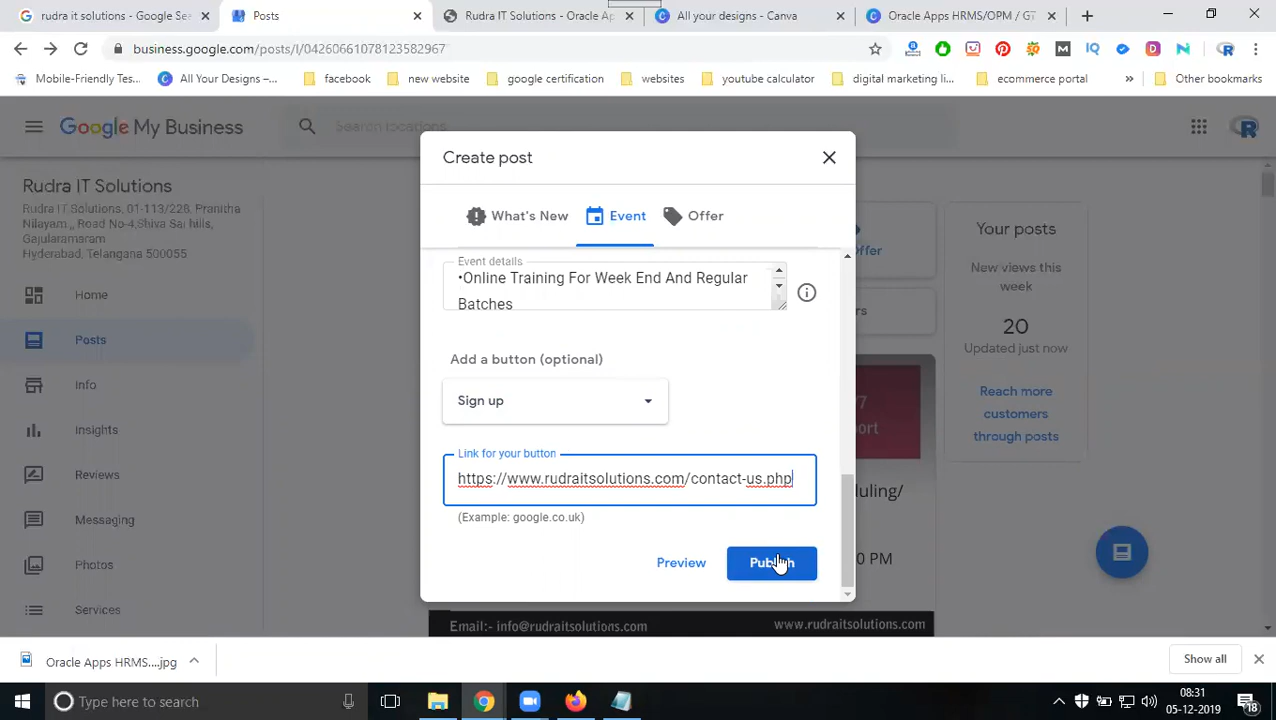 rudra it solutions - Google Se
Posts
Rudra IT Solutions - Oracle Ap
All your designs - Canva
Oracle Apps HRMS/OPM / GT
business.google.com/posts/l/04260661078123582967
Mobile-Friendly Tes...
All Your Designs –...
facebook
new website
google certification
websites
youtube calculator
digital marketing li...
ecommerce portal
»
Other bookmarks
Google My Business
Search locations
Rudra IT Solutions
Rudra IT Solutions, 01-113/228, Pranitha
Nilayam,, Road No-4,Shiva Sai hills,
Gajularamaram
Hyderabad, Telangana 500055
Home
Posts
Info
Insights
Reviews
Messaging
Photos
Services
Create post
What's New
Event
Offer
Event details
•Online Training For Week End And Regular
Batches
Add a button (optional)
Sign up
Link for your button
https://www.rudraitsolutions.com/contact-us.php
(Example: google.co.uk)
Preview
Publish
Offer
Your posts
New views this
week
20
Updated just now
Reach more
customers
through posts
Email:- info@rudraitsolutions.com
www.rudraitsolutions.com
Oracle Apps HRMS....jpg
Show all
Type here to search
08:31
05-12-2019
18